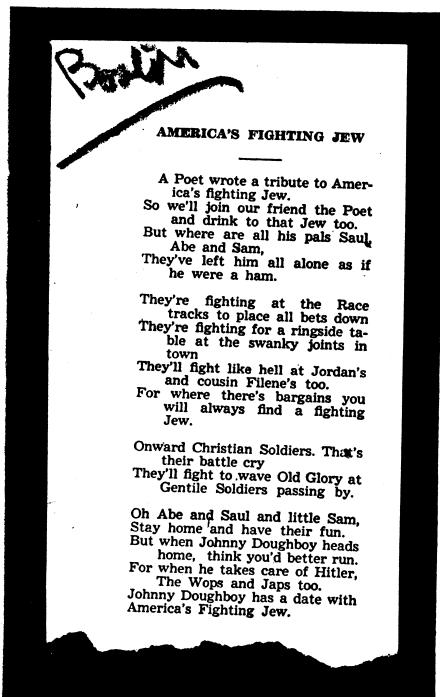 Boston
AMERICA'S FIGHTING JEW
A Poet wrote a tribute to Amer-
ica's fighting Jew.
So we'll join our friend the Poet
and drink to that Jew too.
But where are all his pals Saul,
Abe and Sam,
They've left him all alone as if
he were a ham.
They're fighting at the Race
tracks to place all bets down
They're fighting for a ringside ta-
ble at the swanky joints in
town
They'll fight like hell at Jordan's
and cousin Filene's too.
For where there's bargains you
will always find a fighting
Jew.
Onward Christian Soldiers. That's
their battle cry
They'll fight to wave Old Glory at
Gentile Soldiers passing by.
Oh Abe and Saul and little Sam,
Stay home and have their fun.
But when Johnny Doughboy heads
home, think you'd better run.
For when he takes care of Hitler,
The Wops and Japs too.
Johnny Doughboy has a date with
America's Fighting Jew.